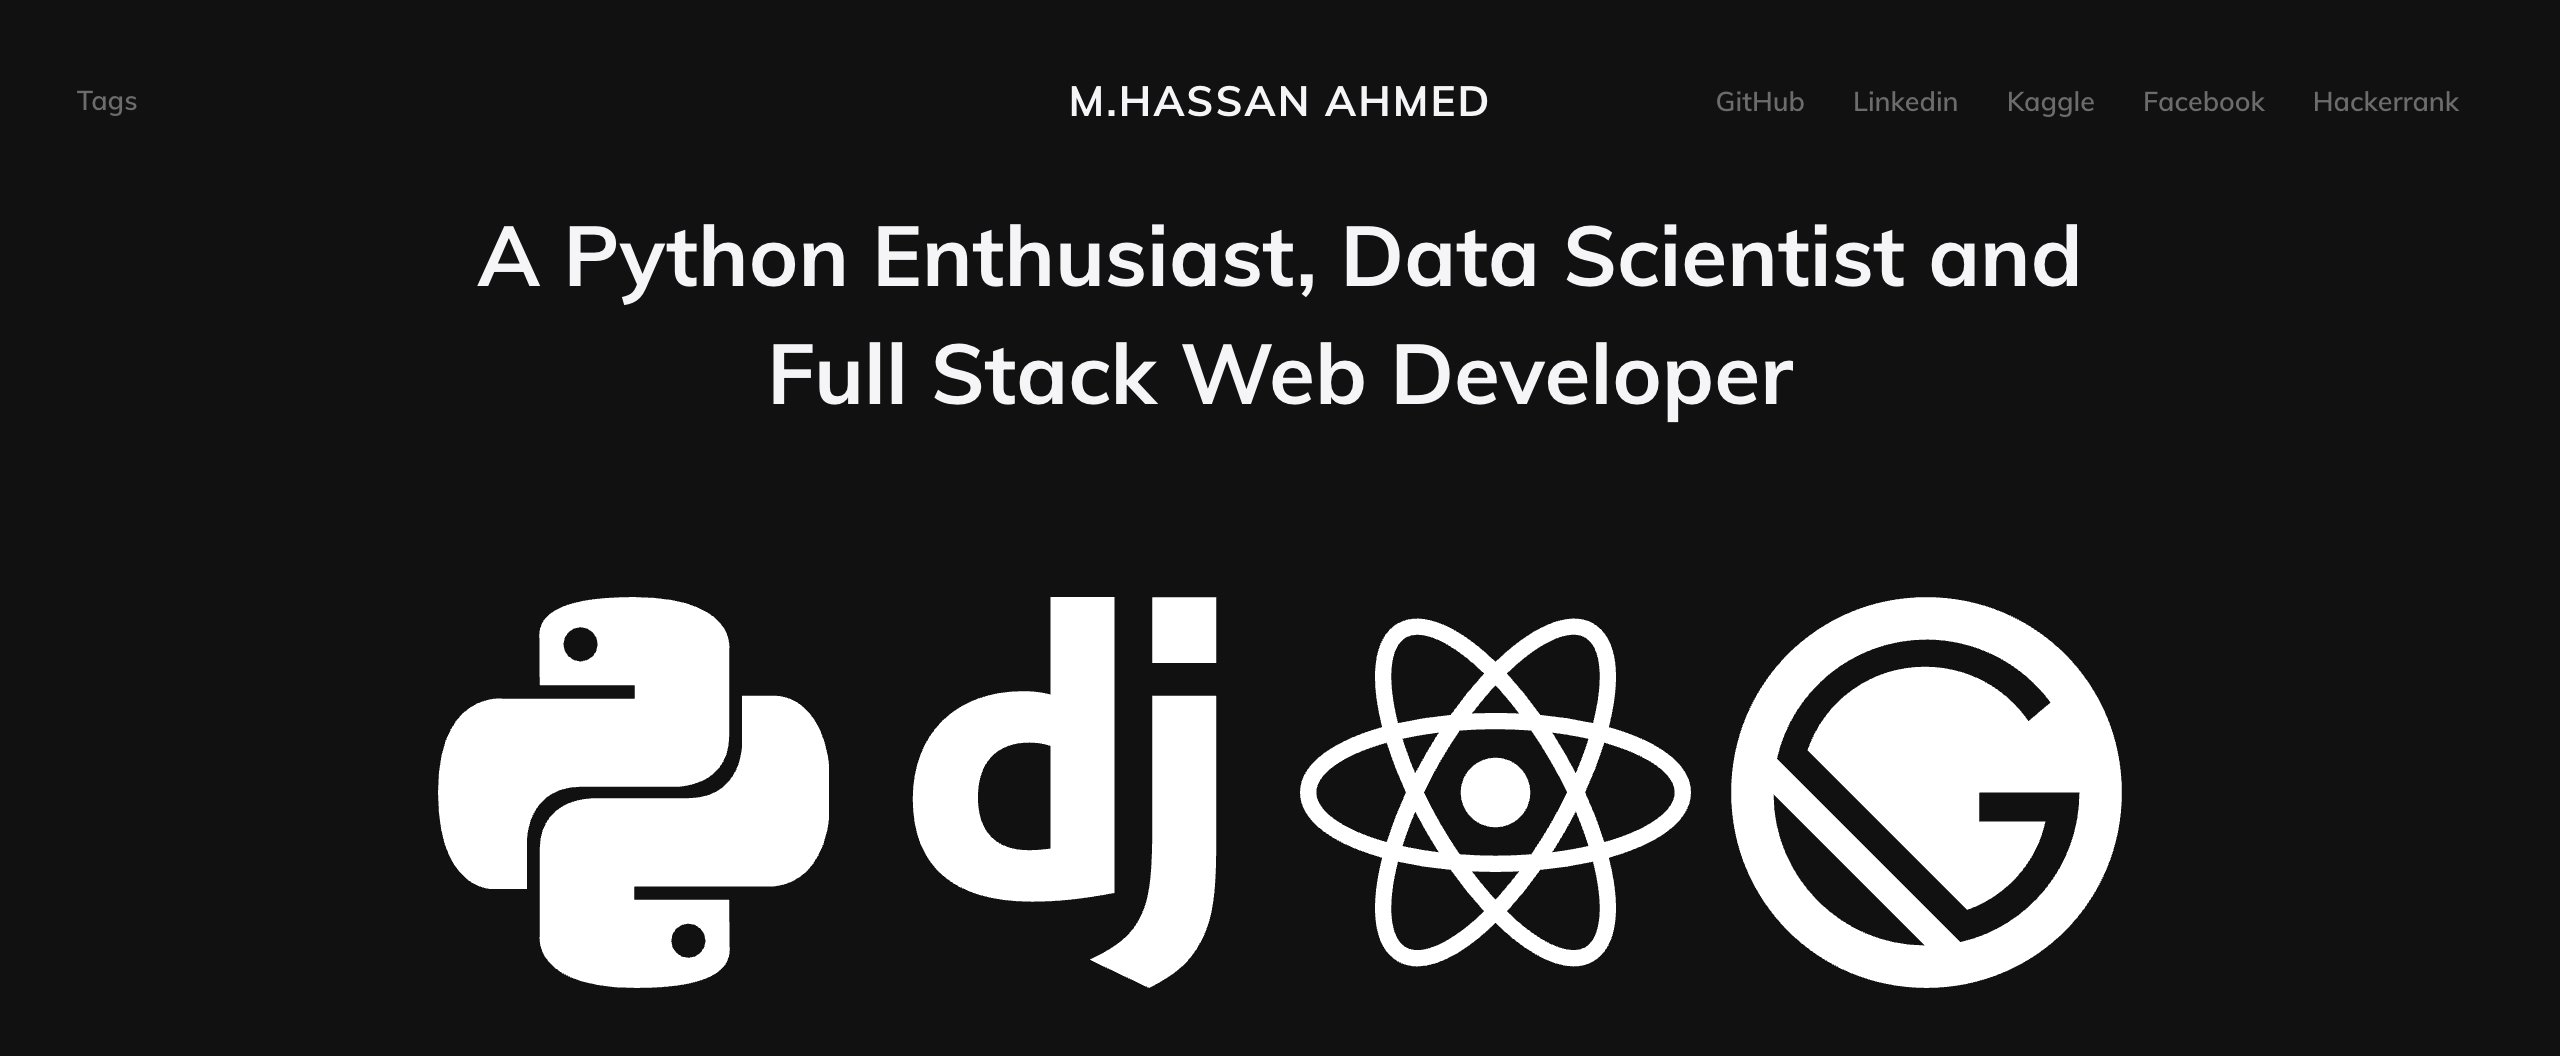 Tags
M.HASSAN AHMED
GitHub Linkedin Kaggle Facebook Hackerrank
A Python Enthusiast, Data Scientist and
Full Stack Web Developer
dj